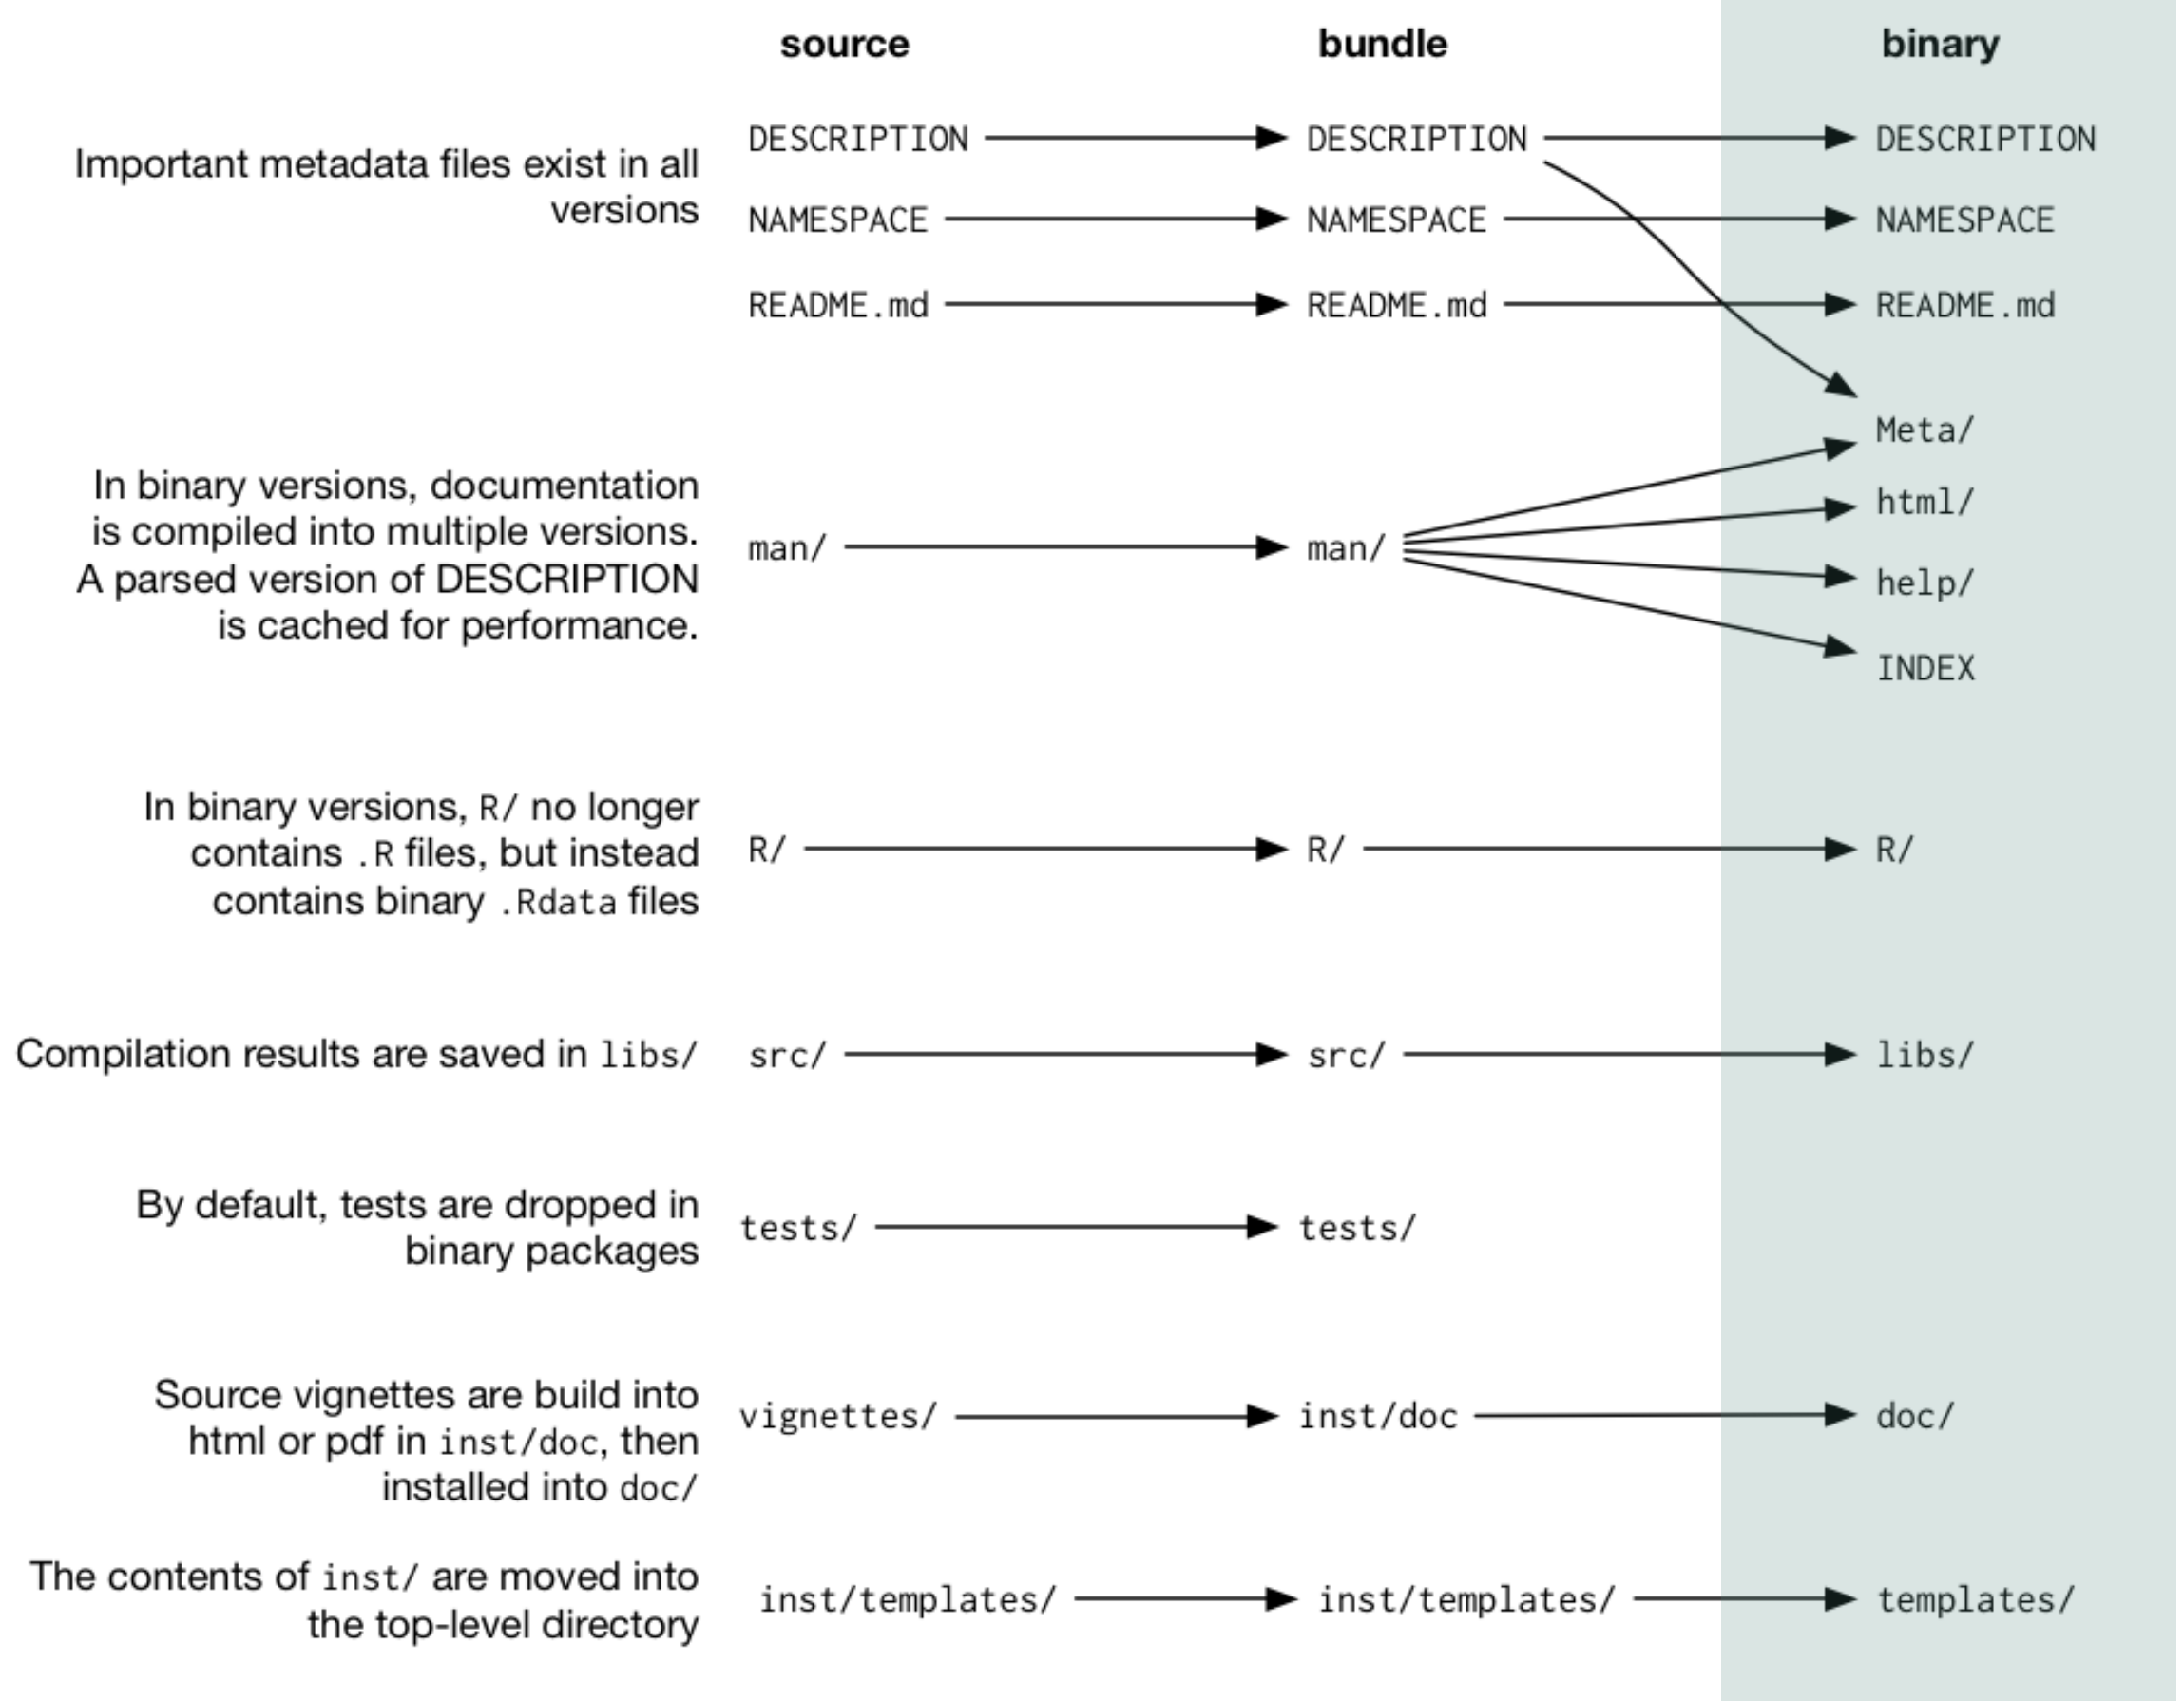 source bundle binary
Important metadata files exist in all
versions
DESCRIPTION DESCRIPTION DESCRIPTION
NAMESPACE NAMESPACE NAMESPACE
README.md README.md README.md
In binary versions, documentation
is compiled into multiple versions.
A parsed version of DESCRIPTION
is cached for performance.
man/ man/
Meta/
html/
help/
INDEX
In binary versions, R/ no longer
contains .R files, but instead
contains binary .Rdata files
R/ R/ R/
Compilation results are saved in libs/
src/ src/ libs/
By default, tests are dropped in
binary packages
tests/ tests/
Source vignettes are build into
html or pdf in inst/doc, then
installed into doc/
vignettes/ inst/doc doc/
The contents of inst/ are moved into
the top-level directory
inst/templates/ inst/templates/ templates/